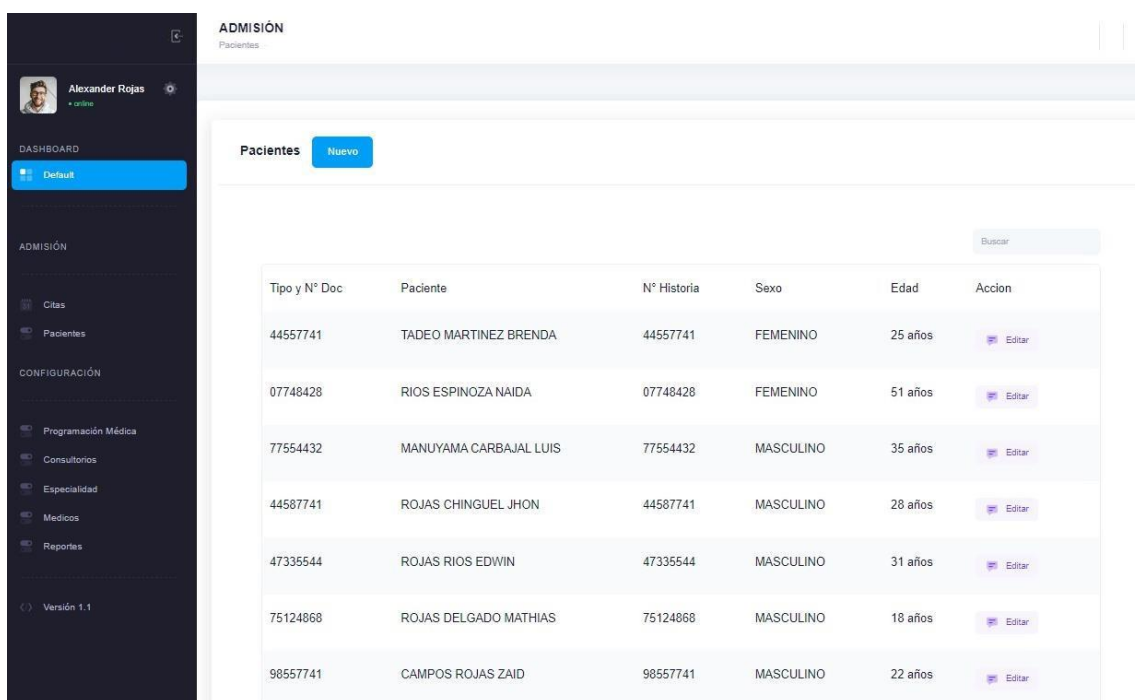 ADMISIÓN
Pacientes
Alexander Rojas
• online
DASHBOARD
Default
ADMISIÓN
Citas
Pacientes
CONFIGURACIÓN
Programación Médica
Consultorios
Especialidad
Medicos
Reportes
Versión 1.1
Pacientes Nuevo
Buscar
Tipo y N° Doc Paciente N° Historia Sexo Edad Accion
44557741 TADEO MARTINEZ BRENDA 44557741 FEMENINO 25 años Editar
07748428 RIOS ESPINOZA NAIDA 07748428 FEMENINO 51 años Editar
77554432 MANUYAMA CARBAJAL LUIS 77554432 MASCULINO 35 años Editar
44587741 ROJAS CHINGUEL JHON 44587741 MASCULINO 28 años Editar
47335544 ROJAS RIOS EDWIN 47335544 MASCULINO 31 años Editar
75124868 ROJAS DELGADO MATHIAS 75124868 MASCULINO 18 años Editar
98557741 CAMPOS ROJAS ZAID 98557741 MASCULINO 22 años Editar